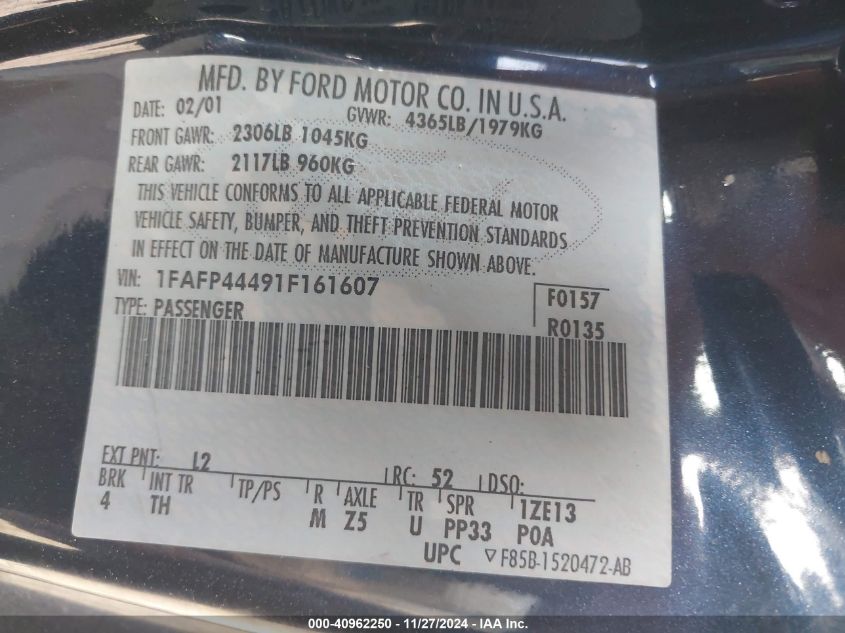 MFD. BY FORD MOTOR CO. IN U.S.A.
DATE: 02/01 GVWR: 4365LB/1979KG
FRONT GAWR: 2306LB 1045KG
REAR GAWR: 2117LB 960KG
THIS VEHICLE CONFORMS TO ALL APPLICABLE FEDERAL MOTOR
VEHICLE SAFETY, BUMPER, AND THEFT PREVENTION STANDARDS
IN EFFECT ON THE DATE OF MANUFACTURE SHOWN ABOVE.
VIN: 1FAFP44491F161607 F0157
TYPE: PASSENGER R0135
EXT PNT: L2 RC: 52 DSO:
BRK INT TR TP/PS R AXLE TR SPR 1ZE13
4 TH M Z5 U PP33 P0A
UPC ▽F85B-1520472-AB
000-40962250 - 11/27/2024 - IAA Inc.